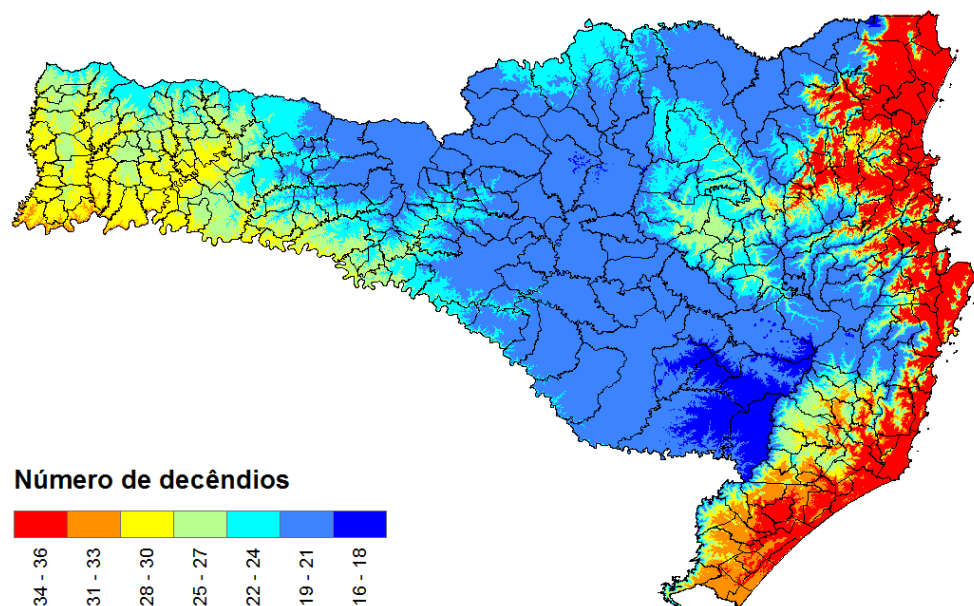 Número de decêndios
34 - 36
31 - 33
28 - 30
25 - 27
22 - 24
19 - 21
16 - 18